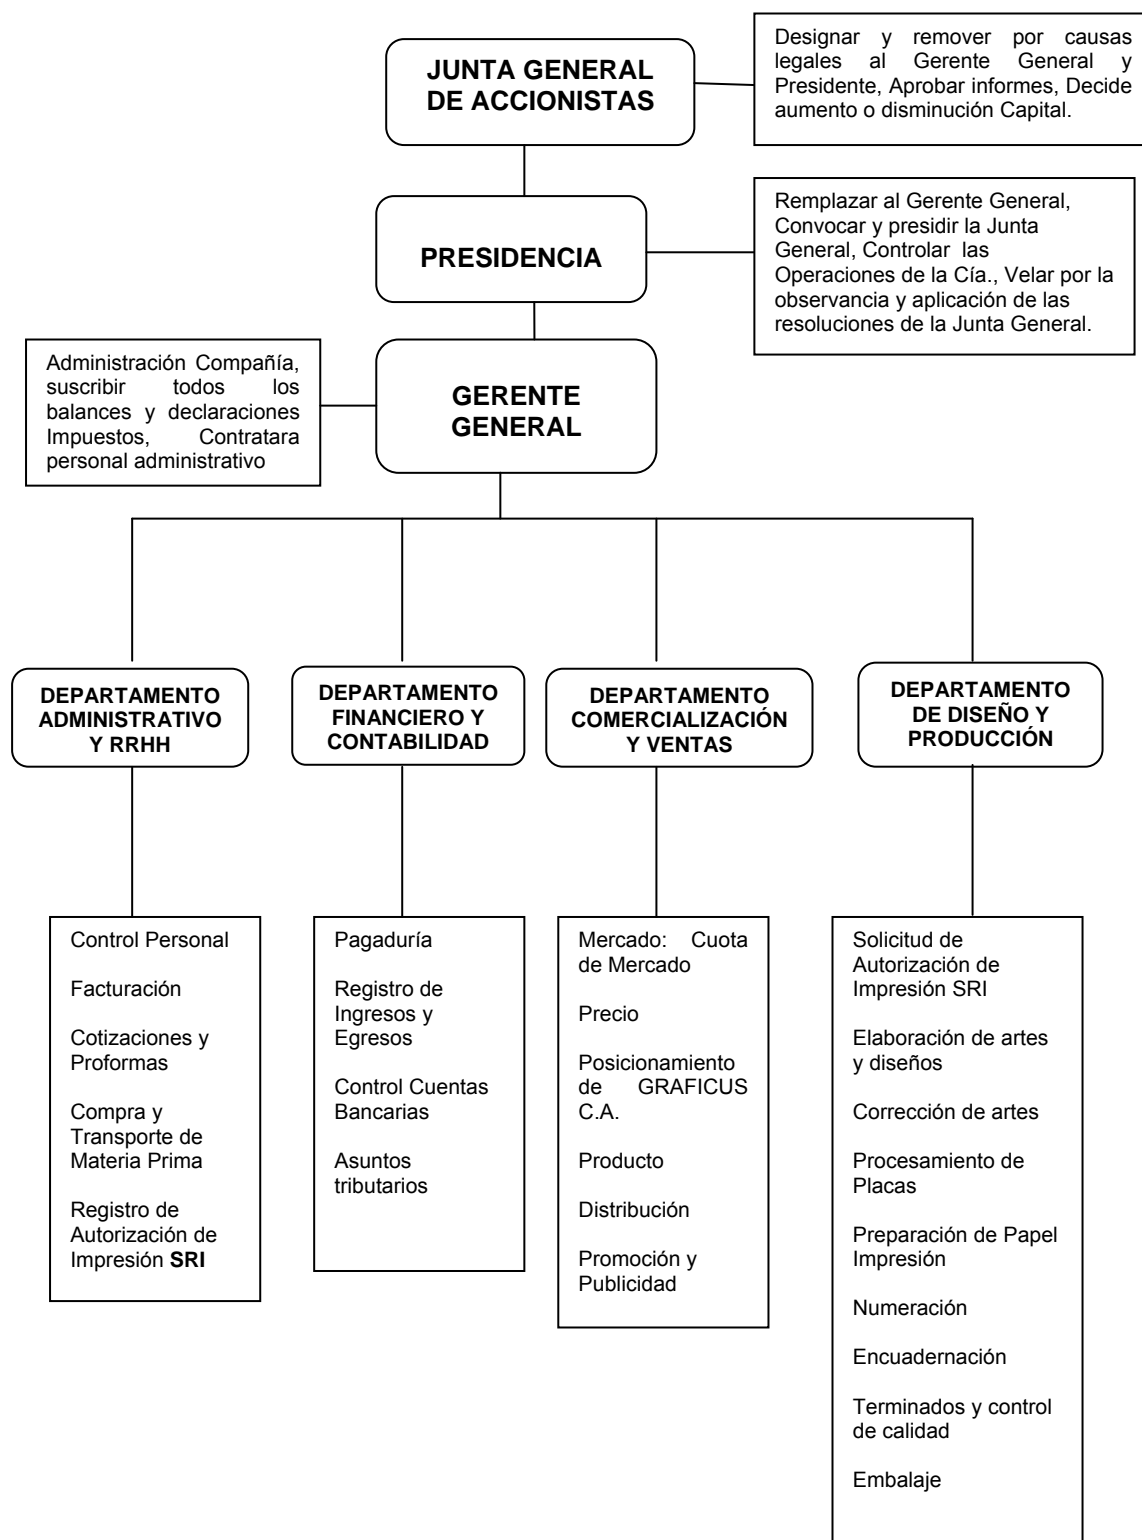 JUNTA GENERAL
DE ACCIONISTAS
Designar y remover por causas
legales al Gerente General y
Presidente, Aprobar informes, Decide
aumento o disminución Capital.
PRESIDENCIA
Remplazar al Gerente General,
Convocar y presidir la Junta
General, Controlar las
Operaciones de la Cía., Velar por la
observancia y aplicación de las
resoluciones de la Junta General.
Administración Compañía,
suscribir todos los
balances y declaraciones
Impuestos, Contratara
personal administrativo
GERENTE
GENERAL
DEPARTAMENTO
ADMINISTRATIVO
Y RRHH
DEPARTAMENTO
FINANCIERO Y
CONTABILIDAD
DEPARTAMENTO
COMERCIALIZACIÓN
Y VENTAS
DEPARTAMENTO
DE DISEÑO Y
PRODUCCIÓN
Control Personal
Facturación
Cotizaciones y
Proformas
Compra y
Transporte de
Materia Prima
Registro de
Autorización de
Impresión SRI
Pagaduría
Registro de
Ingresos y
Egresos
Control Cuentas
Bancarias
Asuntos
tributarios
Mercado: Cuota
de Mercado
Precio
Posicionamiento
de GRAFICUS
C.A.
Producto
Distribución
Promoción y
Publicidad
Solicitud de
Autorización de
Impresión SRI
Elaboración de artes
y diseños
Corrección de artes
Procesamiento de
Placas
Preparación de Papel
Impresión
Numeración
Encuadernación
Terminados y control
de calidad
Embalaje